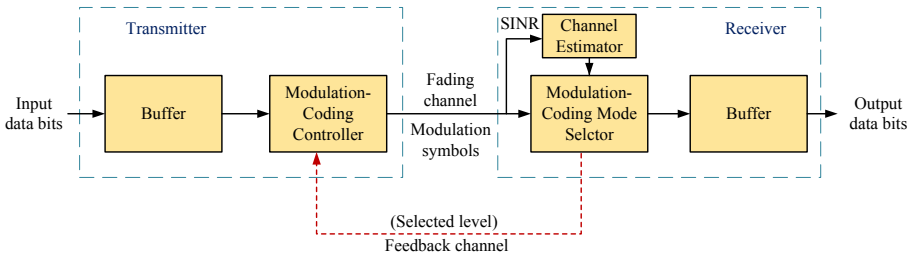 Transmitter
SINR
Channel
Estimator
Receiver
Input
data bits
Buffer
Modulation-
Coding
Controller
Fading
channel
Modulation
symbols
Modulation-
Coding Mode
Selctor
Buffer
Output
data bits
(Selected level)
Feedback channel